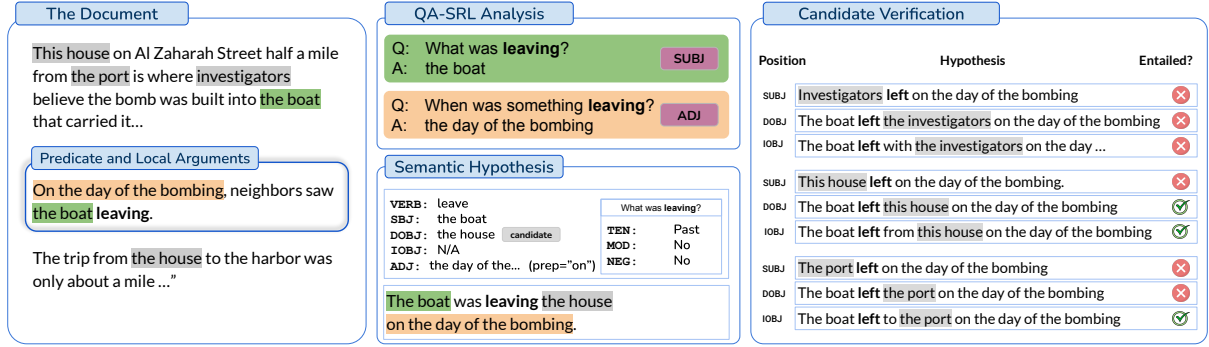 The Document
This house on Al Zaharah Street half a mile
from the port is where investigators
believe the bomb was built into the boat
that carried it…
Predicate and Local Arguments
On the day of the bombing, neighbors saw
the boat leaving.
The trip from the house to the harbor was
only about a mile …”
QA-SRL Analysis
Q: What was leaving?
A: the boat
SUBJ
Q: When was something leaving?
A: the day of the bombing
ADJ
Semantic Hypothesis
VERB: leave
SBJ: the boat
DOBJ: the house candidate
IOBJ: N/A
ADJ: the day of the... (prep="on")
What was leaving?
TEN: Past
MOD: No
NEG: No
The boat was leaving the house
on the day of the bombing.
Candidate Verification
Position Hypothesis Entailed?
SUBJ Investigators left on the day of the bombing
DOBJ The boat left the investigators on the day of the bombing
IOBJ The boat left with the investigators on the day …
SUBJ This house left on the day of the bombing.
DOBJ The boat left this house on the day of the bombing
IOBJ The boat left from this house on the day of the bombing
SUBJ The port left on the day of the bombing
DOBJ The boat left the port on the day of the bombing
IOBJ The boat left to the port on the day of the bombing